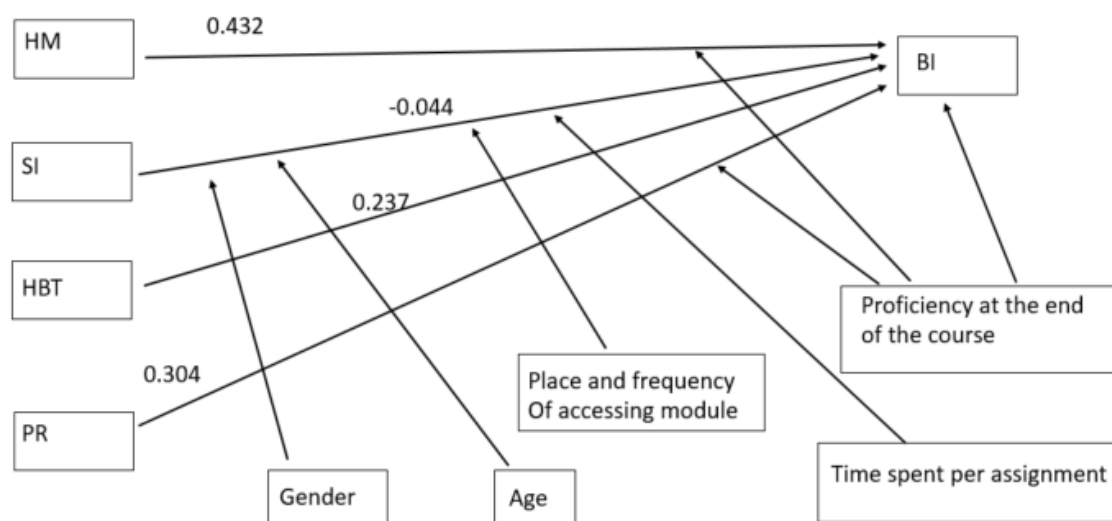 HM
0.432
BI
-0.044
SI
0.237
HBT
Proficiency at the end
of the course
0.304
Place and frequency
Of accessing module
PR
Time spent per assignment
Gender
Age